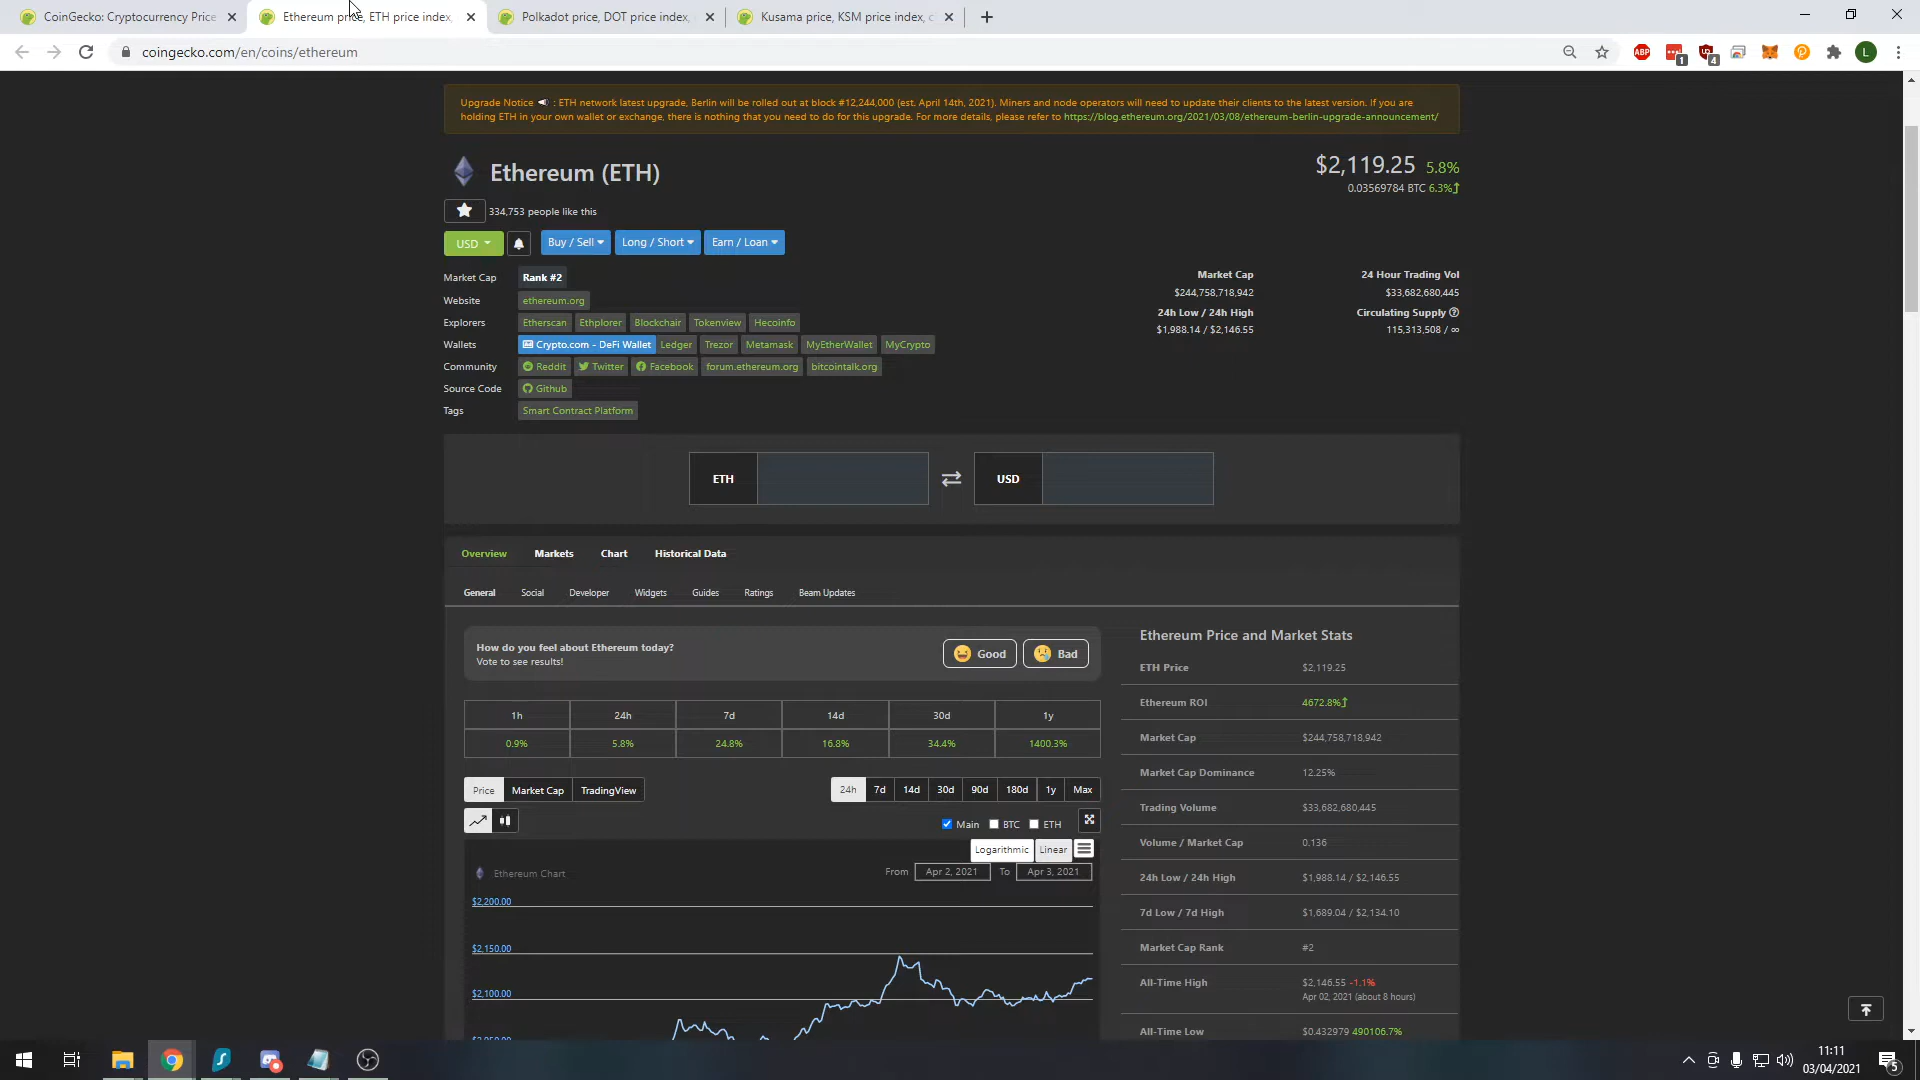 CoinGecko: Cryptocurrency Price
Ethereum price, ETH price index,
Polkadot price, DOT price index,
Kusama price, KSM price index, c
coingecko.com/en/coins/ethereum
ABP
1
4
L
Upgrade Notice : ETH network latest upgrade, Berlin will be rolled out at block #12,244,000 (est. April 14th, 2021). Miners and node operators will need to update their clients to the latest version. If you are
holding ETH in your own wallet or exchange, there is nothing that you need to do for this upgrade. For more details, please refer to https://blog.ethereum.org/2021/03/08/ethereum-berlin-upgrade-announcement/
Ethereum (ETH)
$2,119.25 5.8%
0.03569784 BTC 6.3%
334,753 people like this
USD
Buy / Sell
Long / Short
Earn / Loan
Market Cap Rank #2
Website ethereum.org
Explorers Etherscan Ethplorer Blockchair Tokenview Hecoinfo
Wallets Crypto.com - DeFi Wallet Ledger Trezor Metamask MyEtherWallet MyCrypto
Community Reddit Twitter Facebook forum.ethereum.org bitcointalk.org
Source Code Github
Tags Smart Contract Platform
Market Cap 24 Hour Trading Vol
$244,758,718,942 $33,682,680,445
24h Low / 24h High Circulating Supply
$1,988.14 / $2,146.55 115,313,508 / ∞
ETH
USD
Overview Markets Chart Historical Data
General Social Developer Widgets Guides Ratings Beam Updates
How do you feel about Ethereum today?
Vote to see results!
Good
Bad
1h 24h 7d 14d 30d 1y
0.9% 5.8% 24.8% 16.8% 34.4% 1400.3%
Price Market Cap TradingView
24h 7d 14d 30d 90d 180d 1y Max
Main BTC ETH
Logarithmic Linear
Ethereum Chart
From Apr 2, 2021 To Apr 3, 2021
$2,200.00
$2,150.00
$2,100.00
$2,050.00
Ethereum Price and Market Stats
ETH Price $2,119.25
Ethereum ROI 4672.8%
Market Cap $244,758,718,942
Market Cap Dominance 12.25%
Trading Volume $33,682,680,445
Volume / Market Cap 0.136
24h Low / 24h High $1,988.14 / $2,146.55
7d Low / 7d High $1,689.04 / $2,134.10
Market Cap Rank #2
All-Time High $2,146.55 -1.1%
Apr 02, 2021 (about 8 hours)
All-Time Low $0.432979 490106.7%
11:11
03/04/2021
5